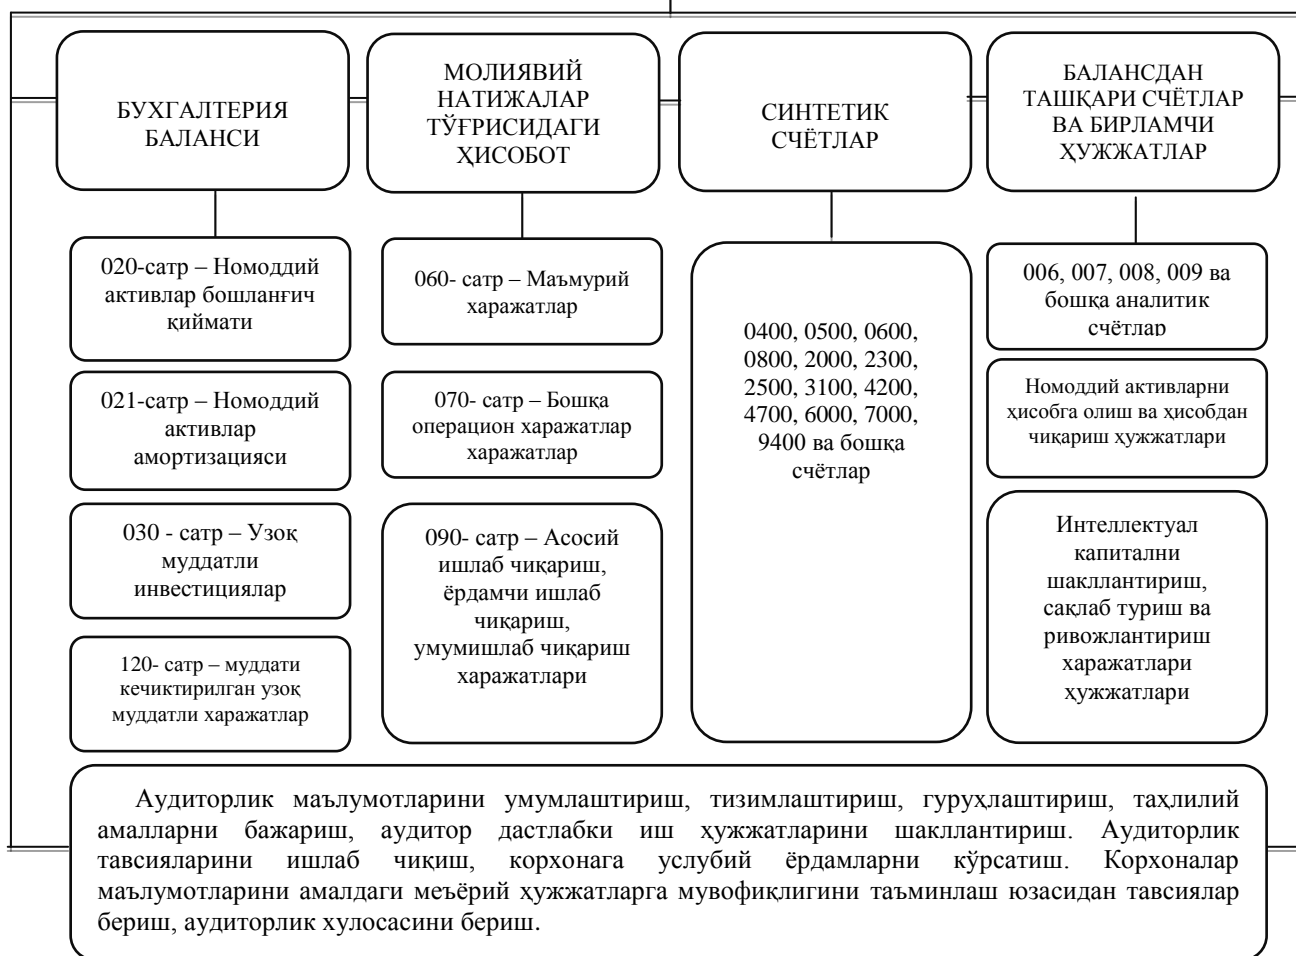 БУХГАЛТЕРИЯ
БАЛАНСИ
020-сатр – Номоддий
активлар бошланғич
қиймати
021-сатр – Номоддий
активлар
амортизацияси
030 - сатр – Узоқ
муддатли
инвестициялар
120- сатр – муддати
кечиктирилган узоқ
муддатли харажатлар
МОЛИЯВИЙ
НАТИЖАЛАР
ТЎҒРИСИДАГИ
ҲИСОБОТ
060- сатр – Маъмурий
харажатлар
070- сатр – Бошқа
операцион харажатлар
харажатлар
090- сатр – Асосий
ишлаб чиқариш,
ёрдамчи ишлаб
чиқариш,
умумишлаб чиқариш
харажатлари
СИНТЕТИК
СЧЁТЛАР
0400, 0500, 0600,
0800, 2000, 2300,
2500, 3100, 4200,
4700, 6000, 7000,
9400 ва бошқа
счётлар
БАЛАНСДАН
ТАШҚАРИ СЧЁТЛАР
ВА БИРЛАМЧИ
ҲУЖЖАТЛАР
006, 007, 008, 009 ва
бошқа аналитик
счётлар
Номоддий активларни
ҳисобга олиш ва ҳисобдан
чиқариш ҳужжатлари
Интеллектуал
капитални
шакллантириш,
сақлаб туриш ва
ривожлантириш
харажатлари
ҳужжатлари
Аудиторлик маълумотларини умумлаштириш, тизимлаштириш, гуруҳлаштириш, таҳлилий
амалларни бажариш, аудитор дастлабки иш ҳужжатларини шакллантириш. Аудиторлик
тавсияларини ишлаб чиқиш, корхонага услубий ёрдамларни кўрсатиш. Корхоналар
маълумотларини амалдаги меъёрий ҳужжатларга мувофиқлигини таъминлаш юзасидан тавсиялар
бериш, аудиторлик хулосасини бериш.